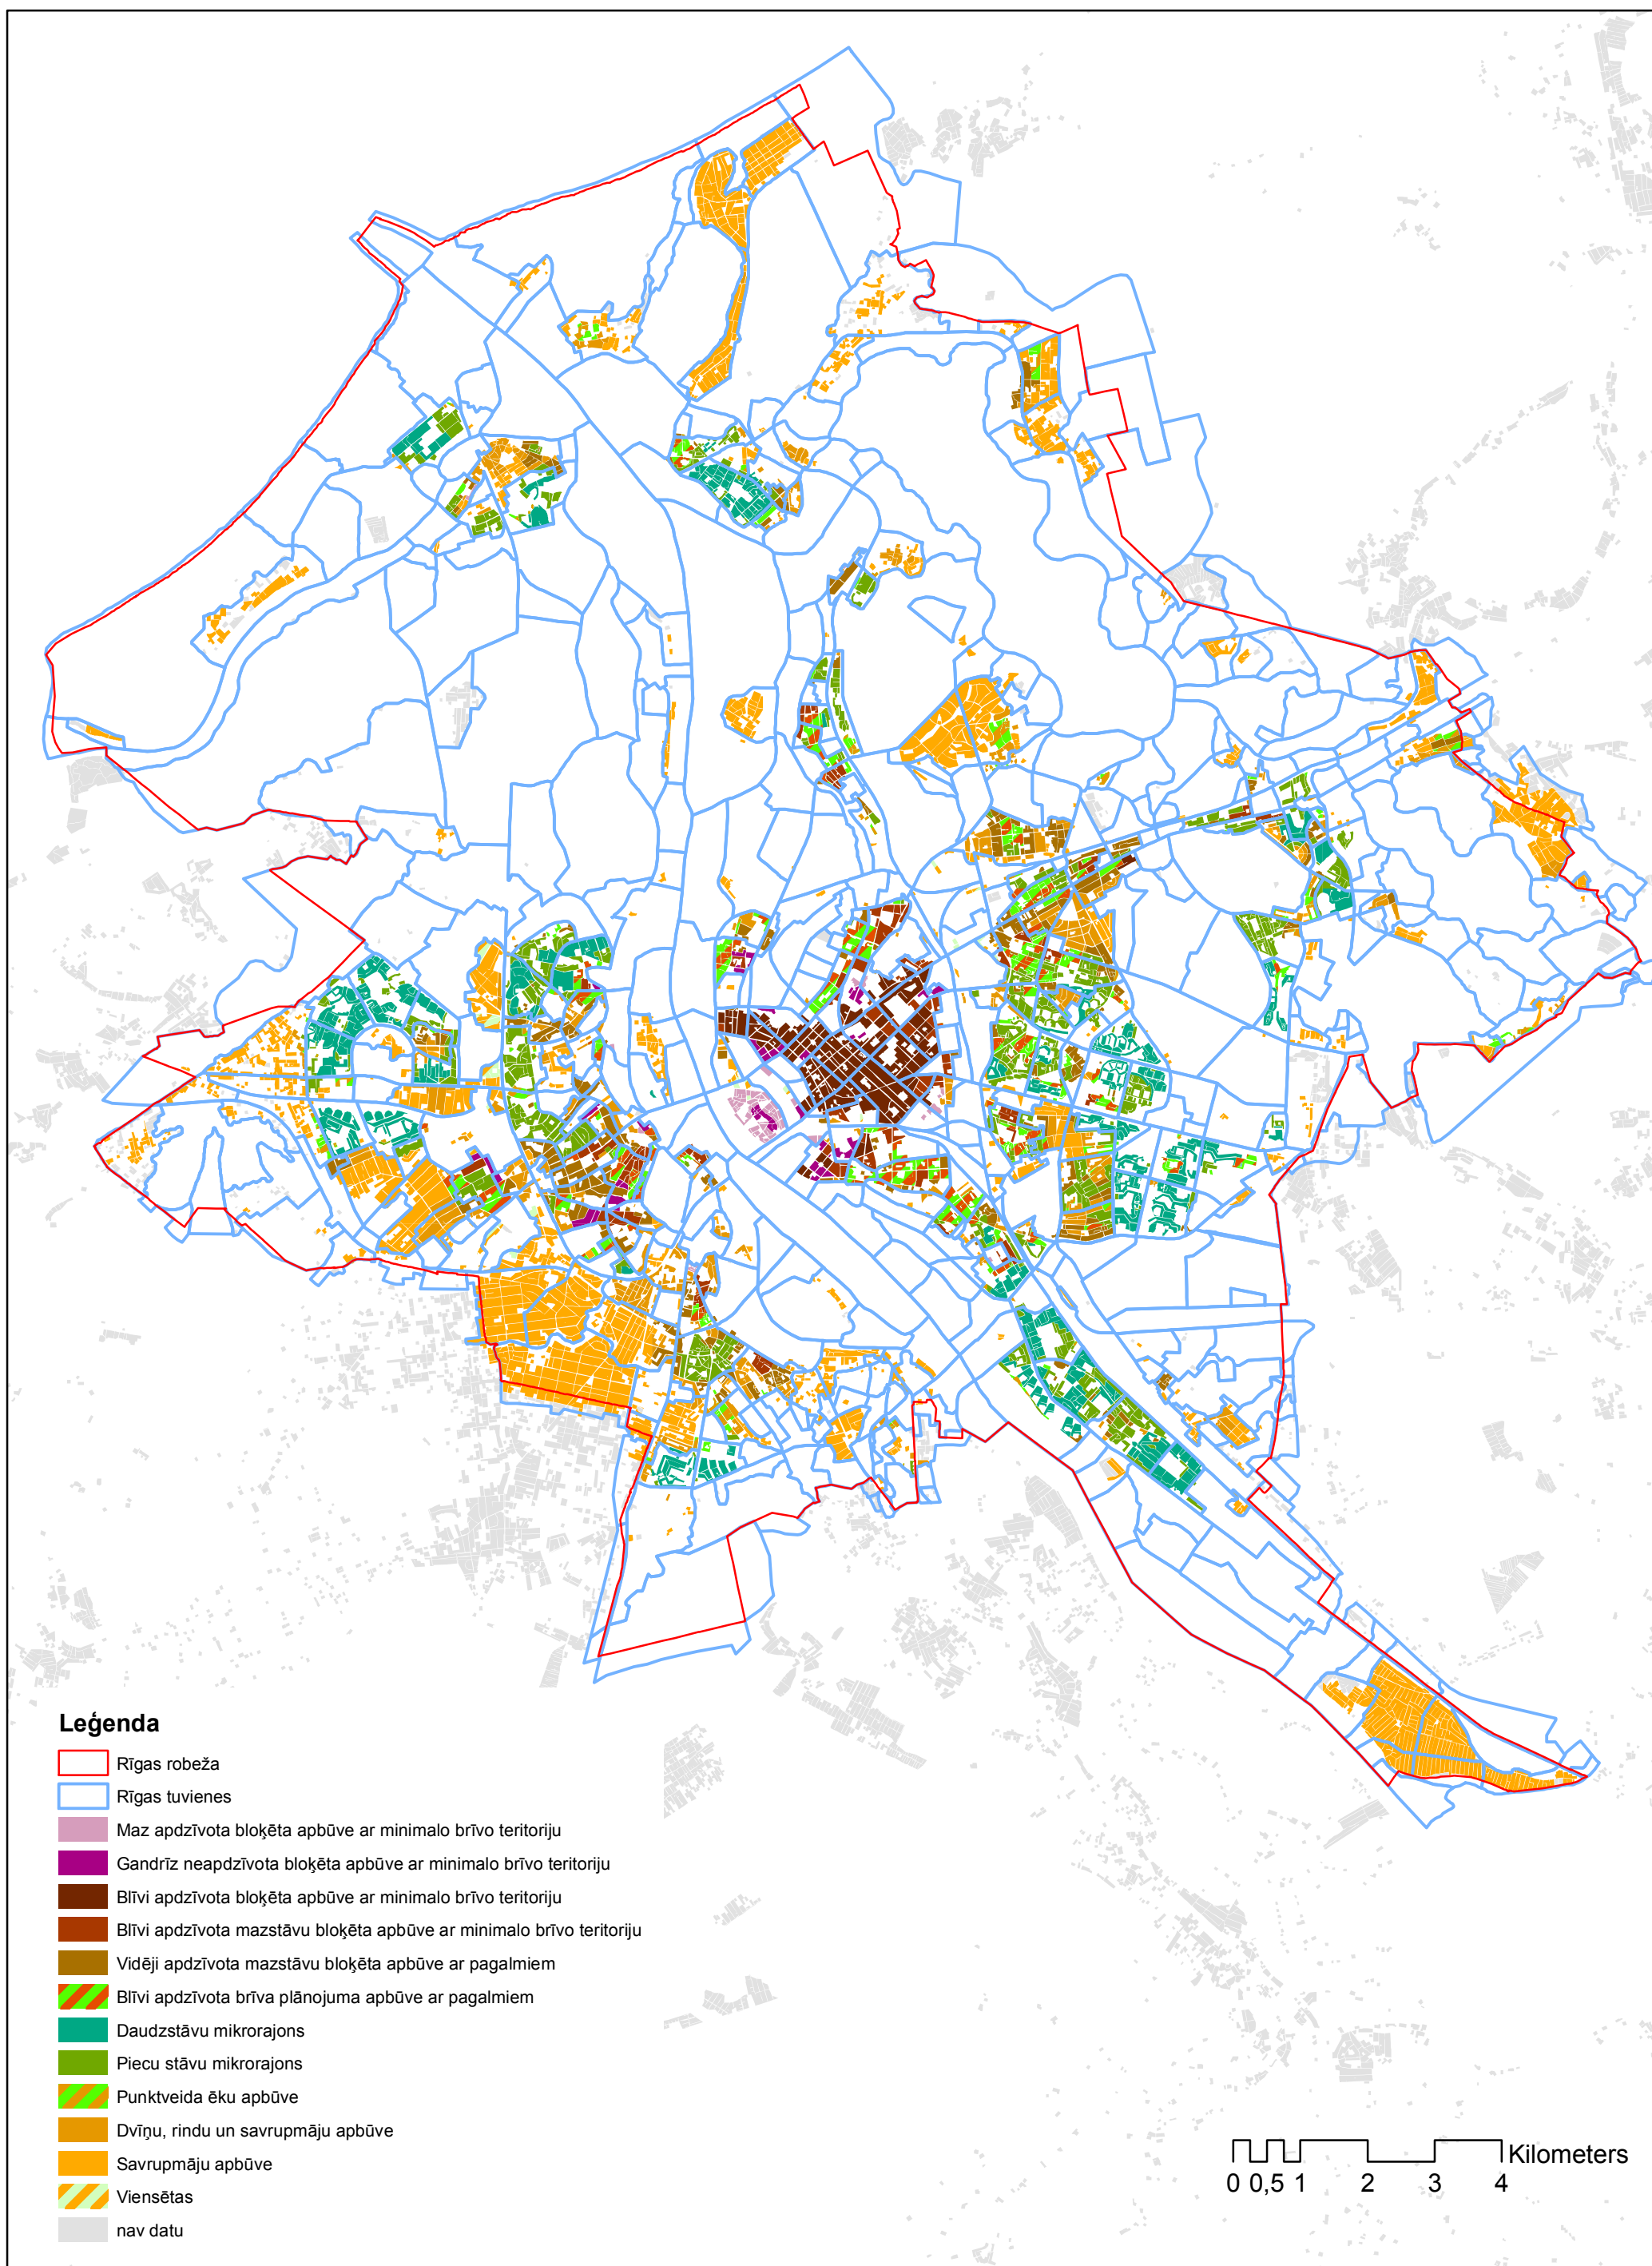 Leģenda
Rīgas robeža
Rīgas tuvienes
Maz apdzīvota bloķēta apbūve ar minimalo brīvo teritoriju
Gandrīz neapdzīvota bloķēta apbūve ar minimalo brīvo teritoriju
Blīvi apdzīvota bloķēta apbūve ar minimalo brīvo teritoriju
Blīvi apdzīvota mazstāvu bloķēta apbūve ar minimalo brīvo teritoriju
Vidēji apdzīvota mazstāvu bloķēta apbūve ar pagalmiem
Blīvi apdzīvota brīva plānojuma apbūve ar pagalmiem
Daudzstāvu mikrorajons
Piecu stāvu mikrorajons
Punktveida ēku apbūve
Dvīņu, rindu un savrupmāju apbūve
Savrupmāju apbūve
Viensētas
nav datu
Kilometers
0 0,5 1 2 3 4